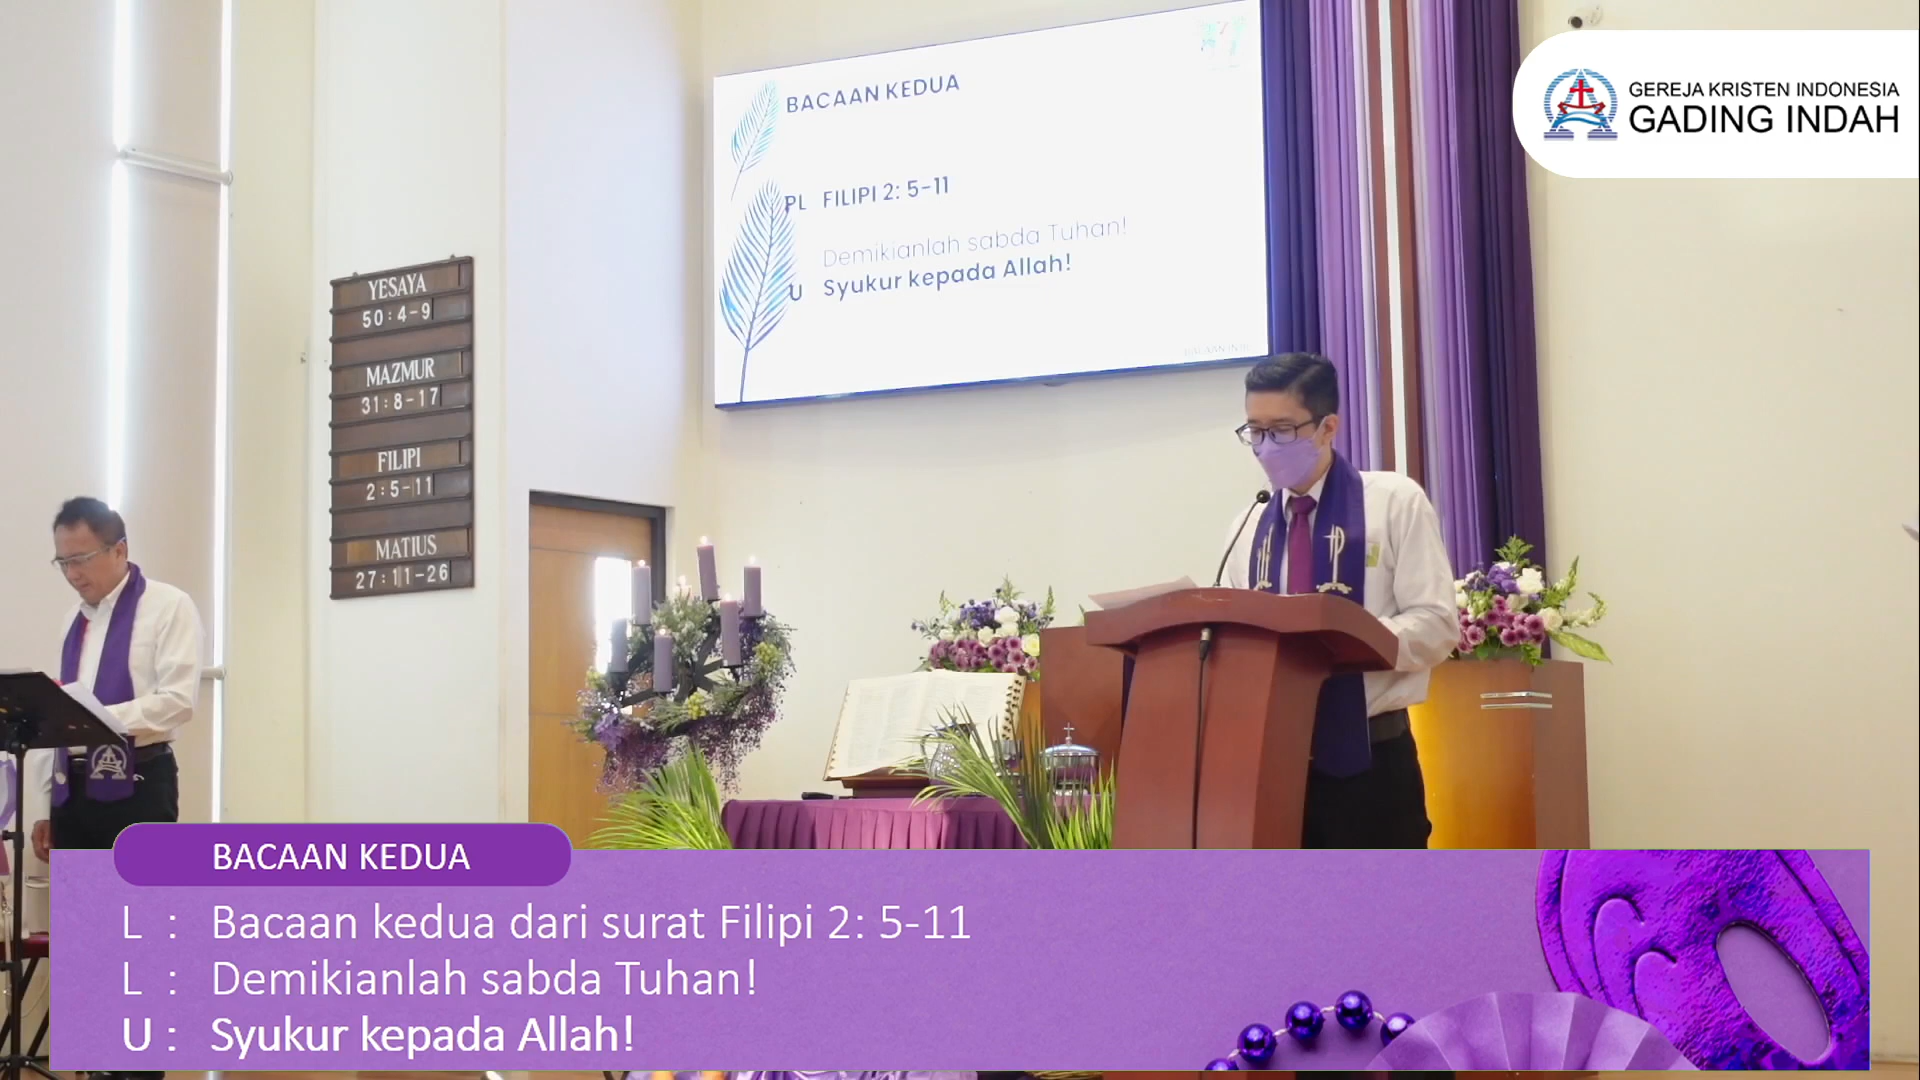 BACAAN KEDUA
PL FILIPI 2: 5-11
Demikianlah sabda Tuhan!
U Syukur kepada Allah!
GEREJA KRISTEN INDONESIA
GADING INDAH
YESAYA
50:4-9
MAZMUR
31:8-17
FILIPI
2:5-11
MATIUS
27:11-26
BACAAN KEDUA
L : Bacaan kedua dari surat Filipi 2: 5-11
L : Demikianlah sabda Tuhan!
U : Syukur kepada Allah!